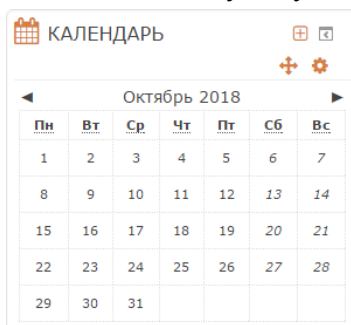 КАЛЕНДАРЬ
◄ Октябрь 2018 ►
Пн Вт Ср Чт Пт Сб Вс
1 2 3 4 5 6 7
8 9 10 11 12 13 14
15 16 17 18 19 20 21
22 23 24 25 26 27 28
29 30 31